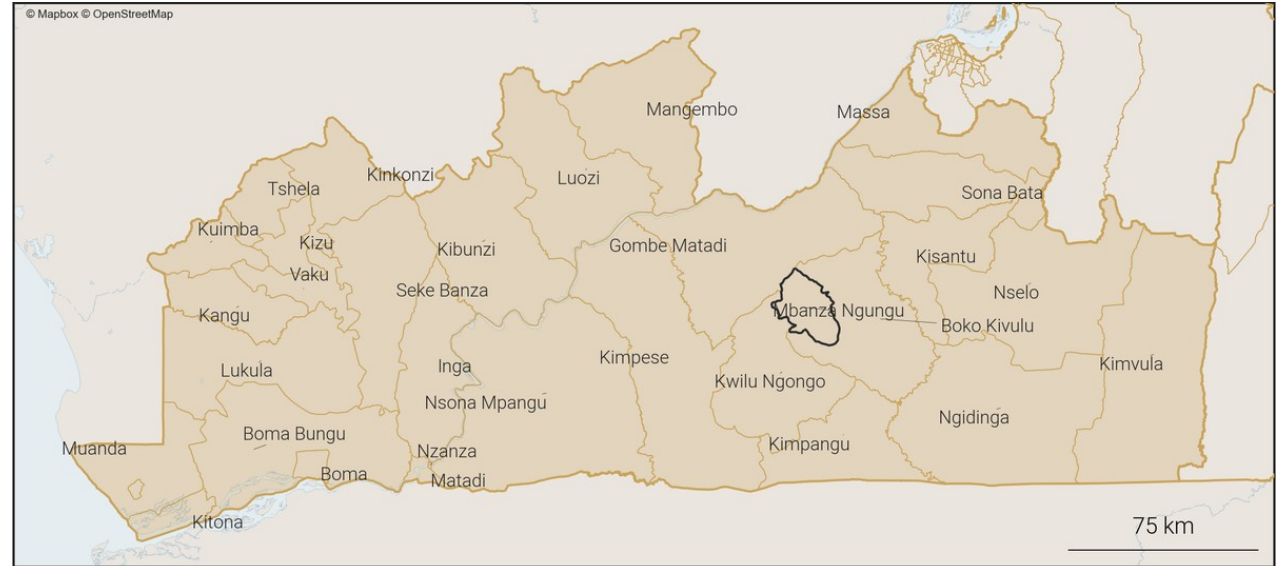 © Mapbox © OpenStreetMap
Mangembo
Massa
Kinkonzi
Luozi
Tshela
Sona Bata
Kuimba
Kizu
Kibunzi
Gombe Matadi
Kisantu
Vaku
Seke Banza
Nselo
Kangu
Mbanza Ngungu
Boko Kivulu
Kimpese
Inga
Kimvula
Lukula
Kwilu Ngongo
Nsona Mpangu
Ngidinga
Boma Bungu
Kimpangu
Muanda
Nzanza
Boma
Matadi
Kitona
75 km